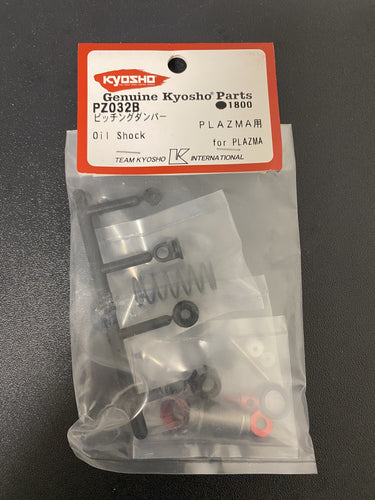 KYOSHO
Genuine Kyosho Parts
PZ032B ●1800
ピッチングダンパー PLAZMA用
Oil Shock for PLAZMA
TEAM KYOSHO K INTERNATIONAL